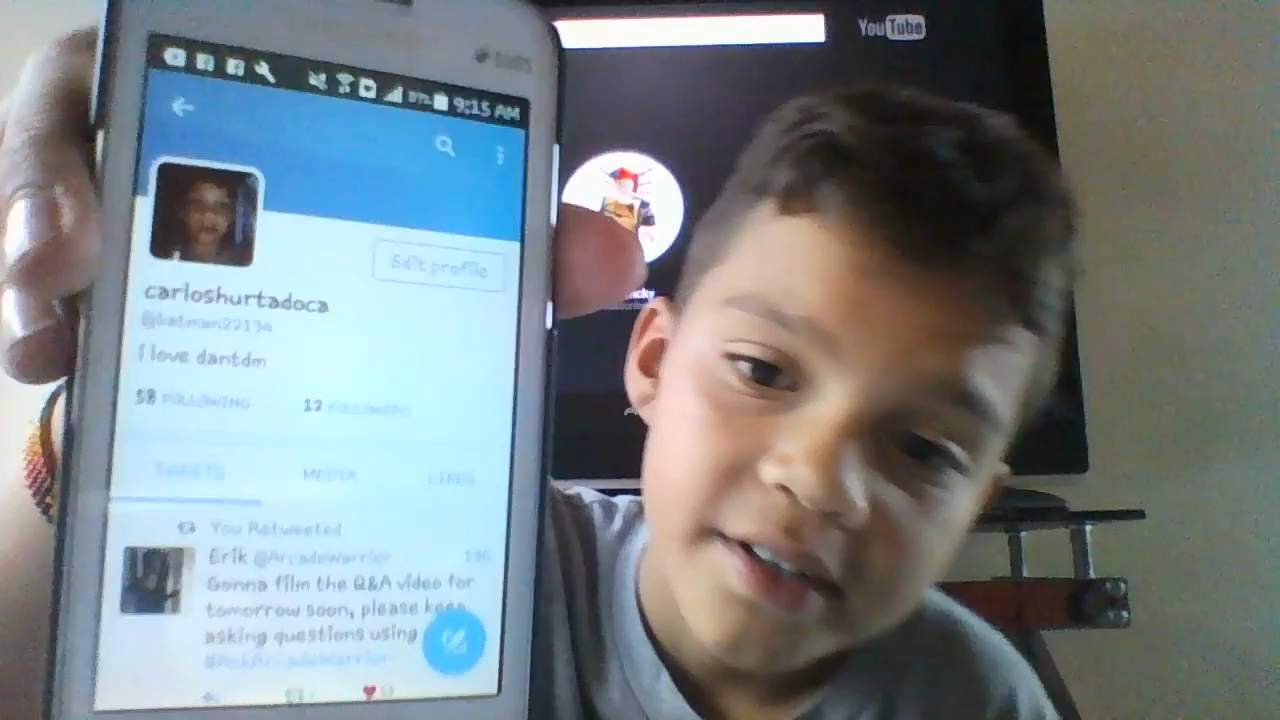 YouTube
9:15 AM
Edit profile
carloshurtadoca
@katman22194
I love dantdm
58 FOLLOWING 12 FOLLOWERS
TWEETS MEDIA LIKES
You Retweeted
Erik @ArcadeWarrior
Gonna film the Q&A video for
tomorrow soon, please keep
asking questions using
#AskArcadeWarrior